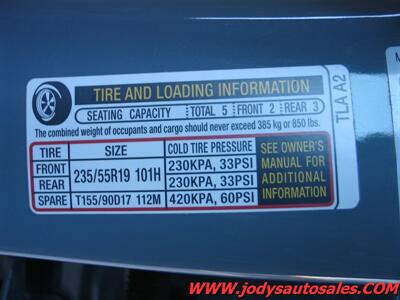 TIRE AND LOADING INFORMATION
SEATING CAPACITY TOTAL 5 FRONT 2 REAR 3
The combined weight of occupants and cargo should never exceed 385 kg or 850 lbs.
TIRE SIZE COLD TIRE PRESSURE
FRONT 235/55R19 101H 230KPA, 33PSI
REAR 230KPA, 33PSI
SPARE T155/90D17 112M 420KPA, 60PSI
SEE OWNER'S
MANUAL FOR
ADDITIONAL
INFORMATION
TLA A2
www.jodysautosales.com